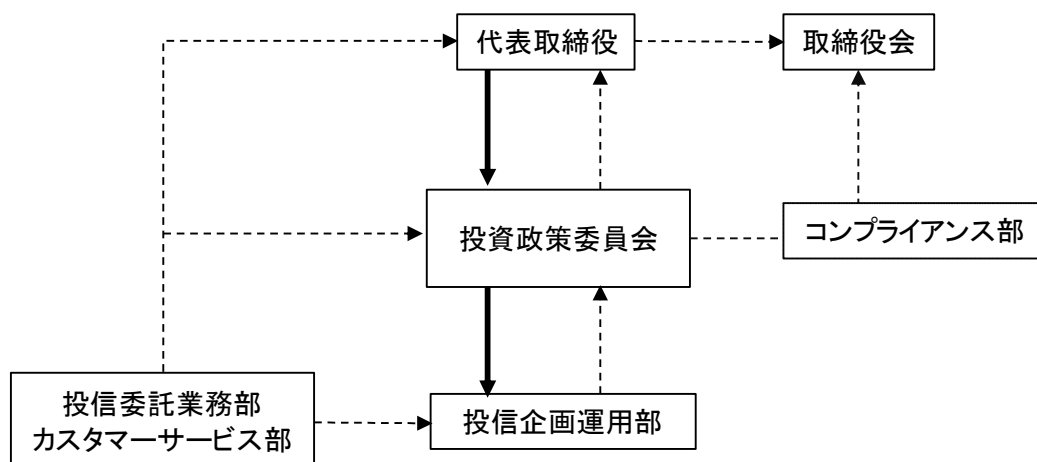 代表取締役
取締役会
投資政策委員会
コンプライアンス部
投信委託業務部
カスタマーサービス部
投信企画運用部